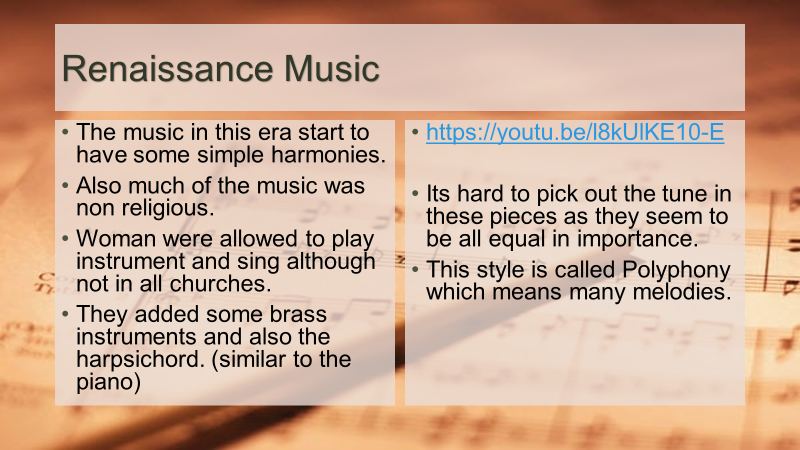 Renaissance Music
• The music in this era start to
have some simple harmonies.
• Also much of the music was
non religious.
• Woman were allowed to play
instrument and sing although
not in all churches.
• They added some brass
instruments and also the
harpsichord. (similar to the
piano)
• https://youtu.be/l8kUlKE10-E
• Its hard to pick out the tune in
these pieces as they seem to
be all equal in importance.
• This style is called Polyphony
which means many melodies.